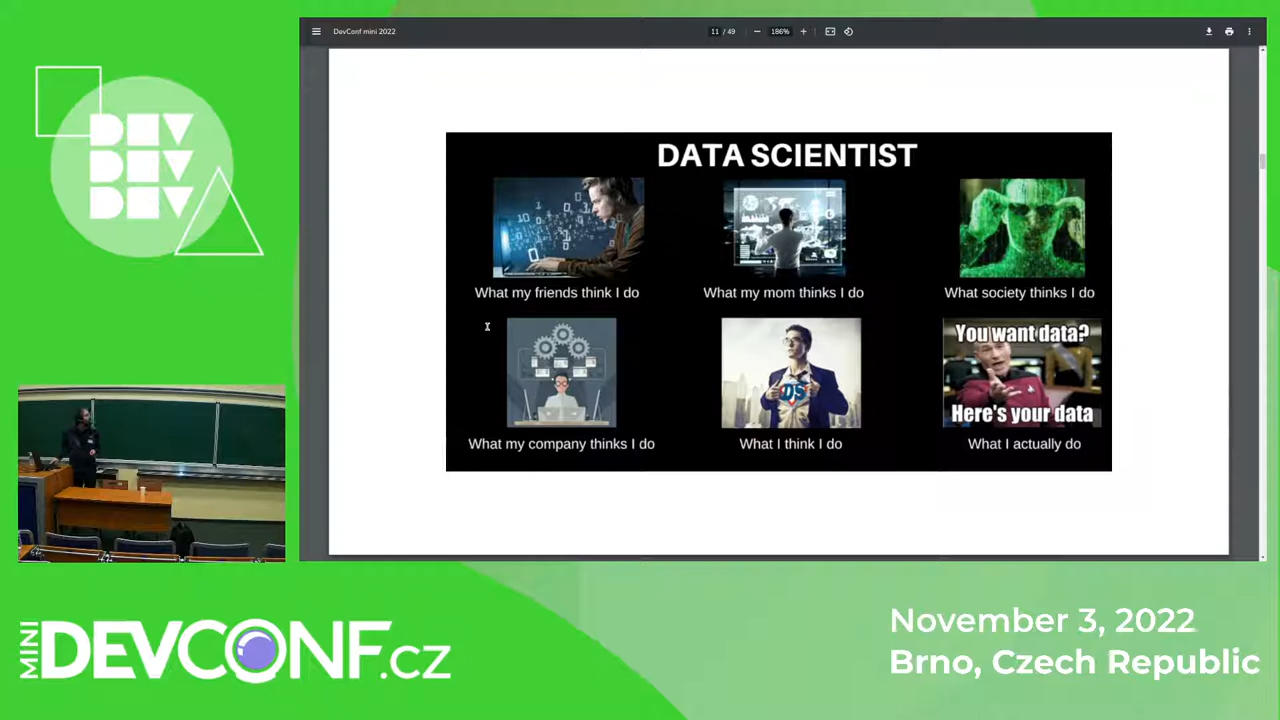 DevConf mini 2022
11 / 49
186%
DEV
DEV
DEV
DATA SCIENTIST
What my friends think I do
What my mom thinks I do
What society thinks I do
You want data?
DS
Here's your data
What my company thinks I do
What I think I do
What I actually do
MINI
DEVCONF.cz
November 3, 2022
Brno, Czech Republic